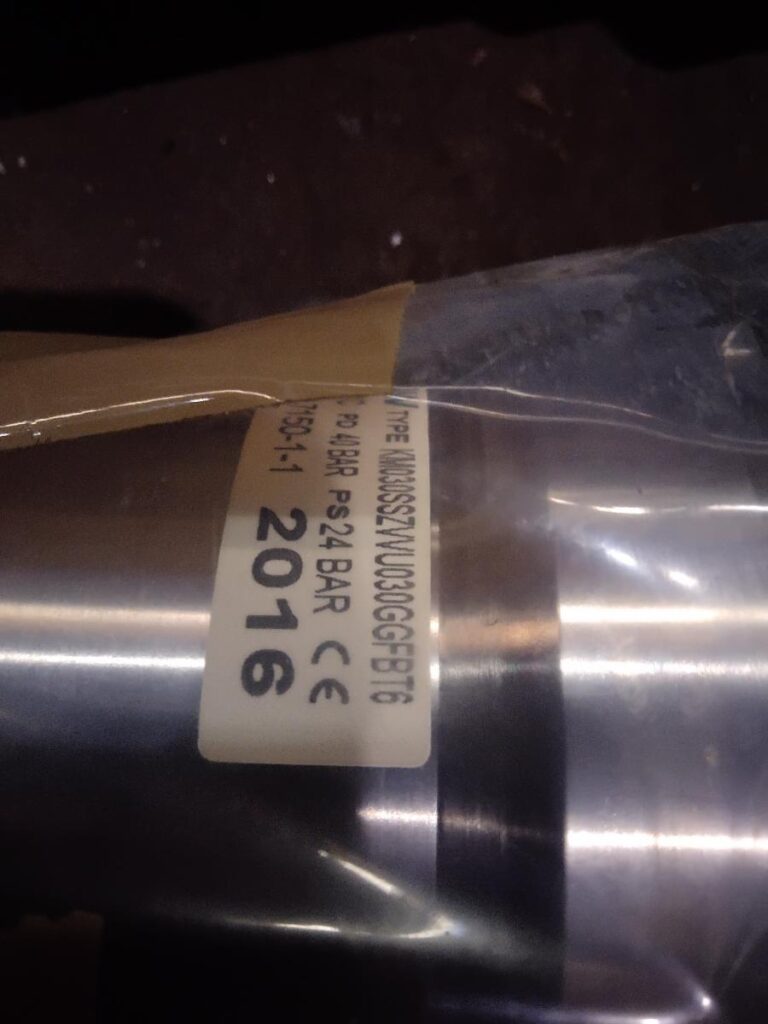 TYPE KM030SSZVVU030GGFBT6
PD 40 BAR PS24 BAR CE
7150-1-1 2016